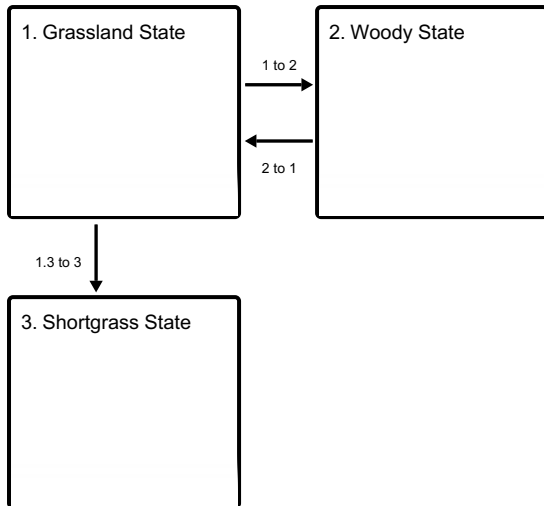 1. Grassland State
2. Woody State
1 to 2
2 to 1
1.3 to 3
3. Shortgrass State